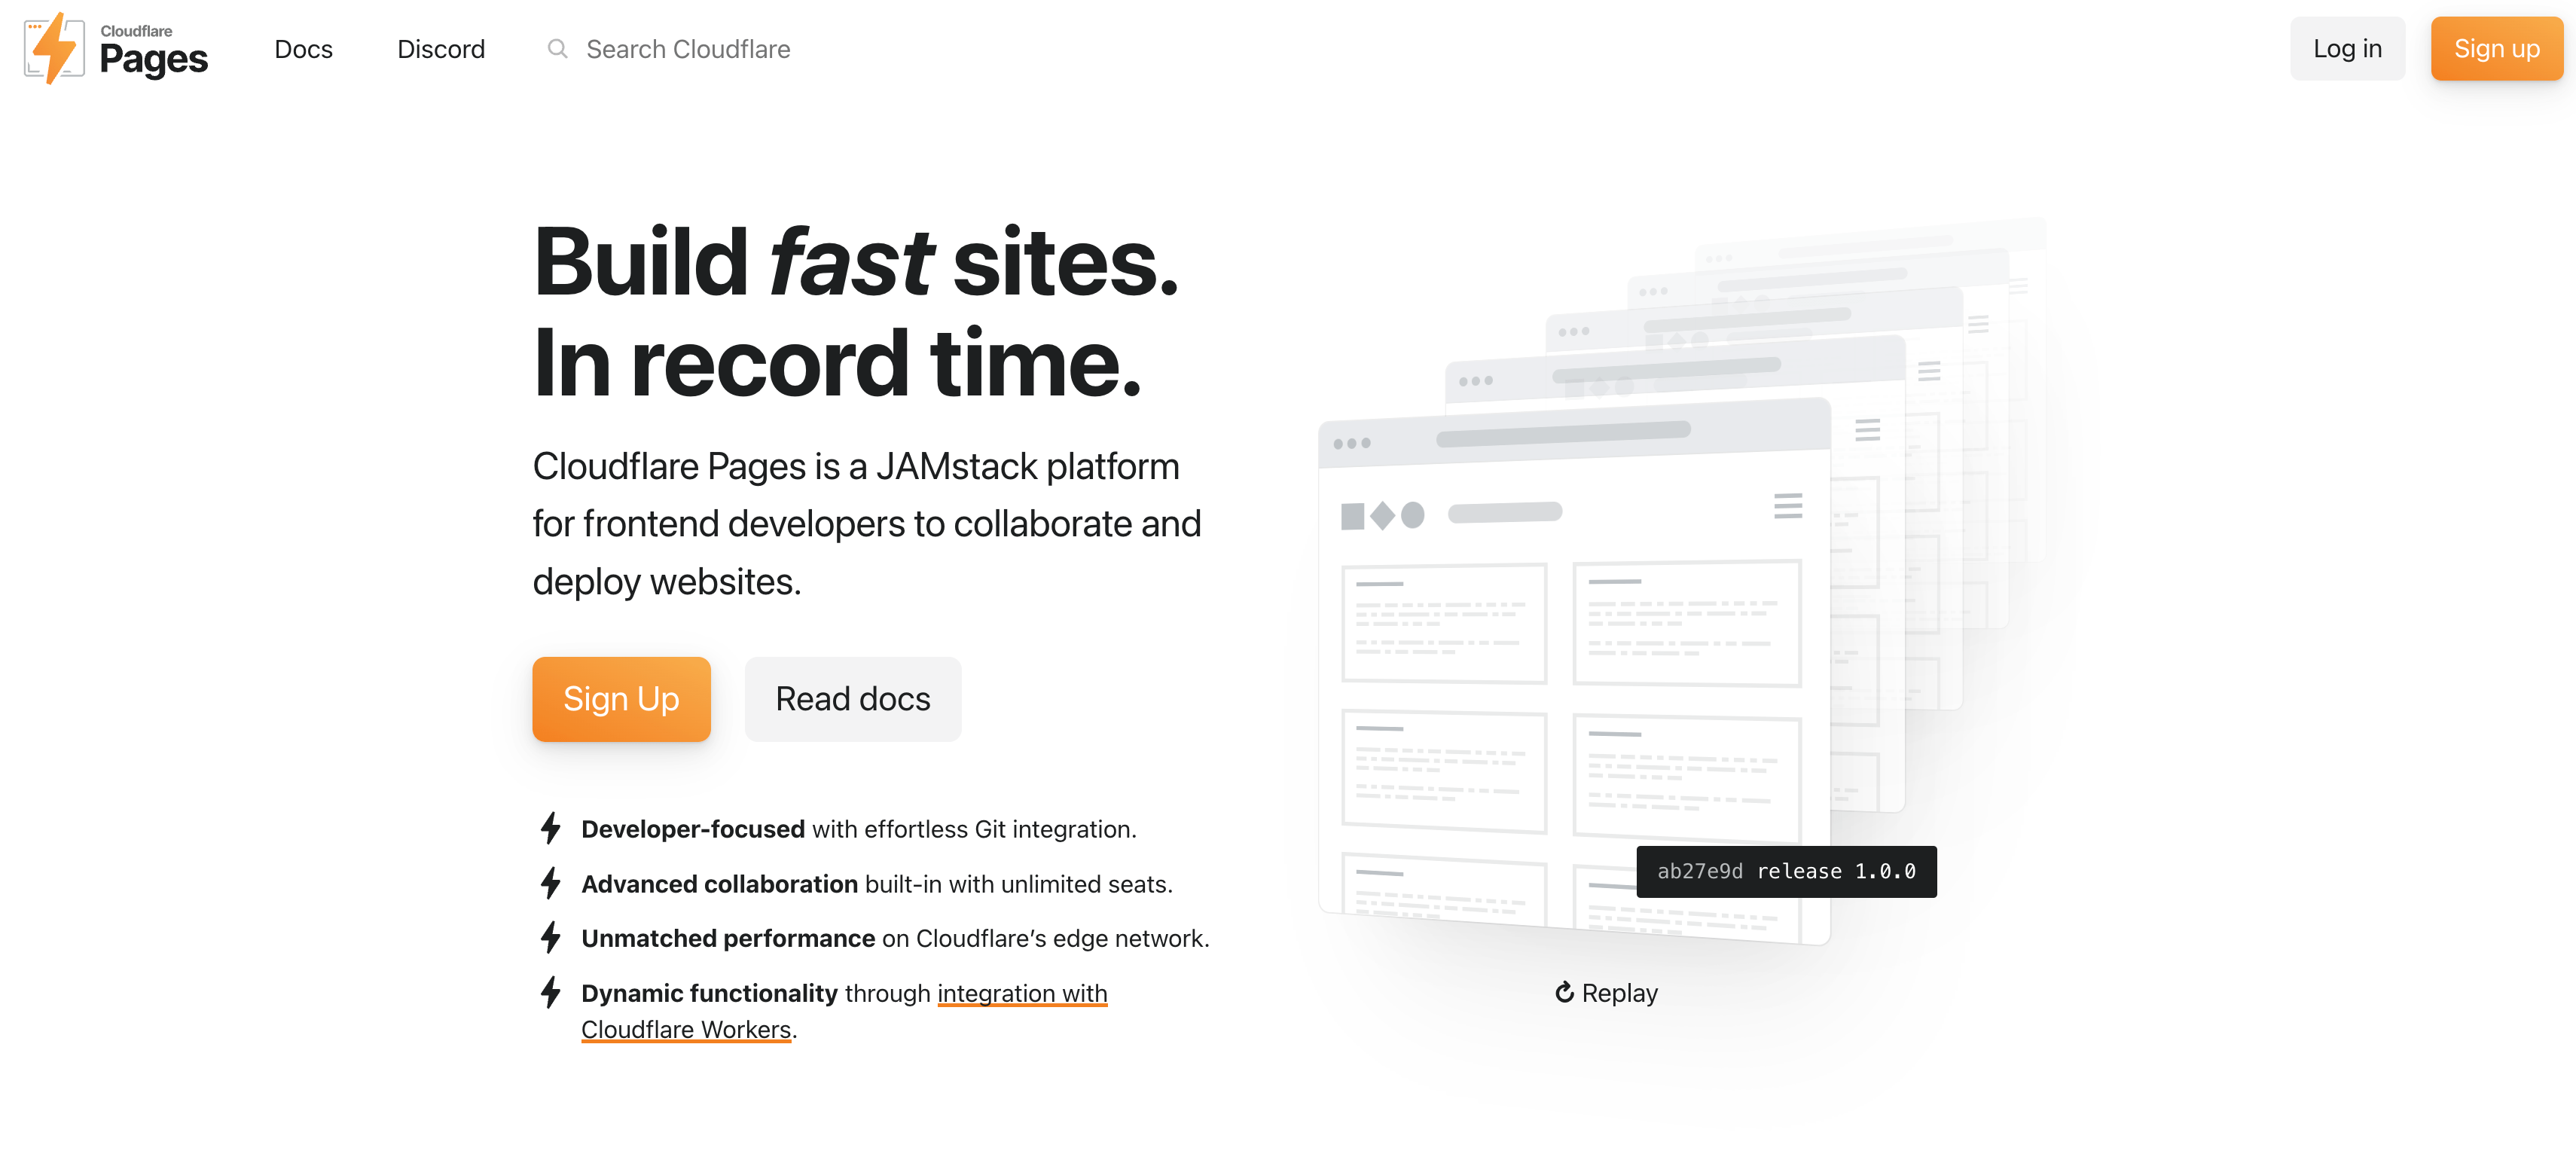 Cloudflare
Pages
Docs
Discord
Search Cloudflare
Log in
Sign up
Build fast sites.
In record time.
Cloudflare Pages is a JAMstack platform
for frontend developers to collaborate and
deploy websites.
Sign Up
Read docs
Developer-focused with effortless Git integration.
Advanced collaboration built-in with unlimited seats.
Unmatched performance on Cloudflare’s edge network.
Dynamic functionality through integration with
Cloudflare Workers.
ab27e9d release 1.0.0
Replay